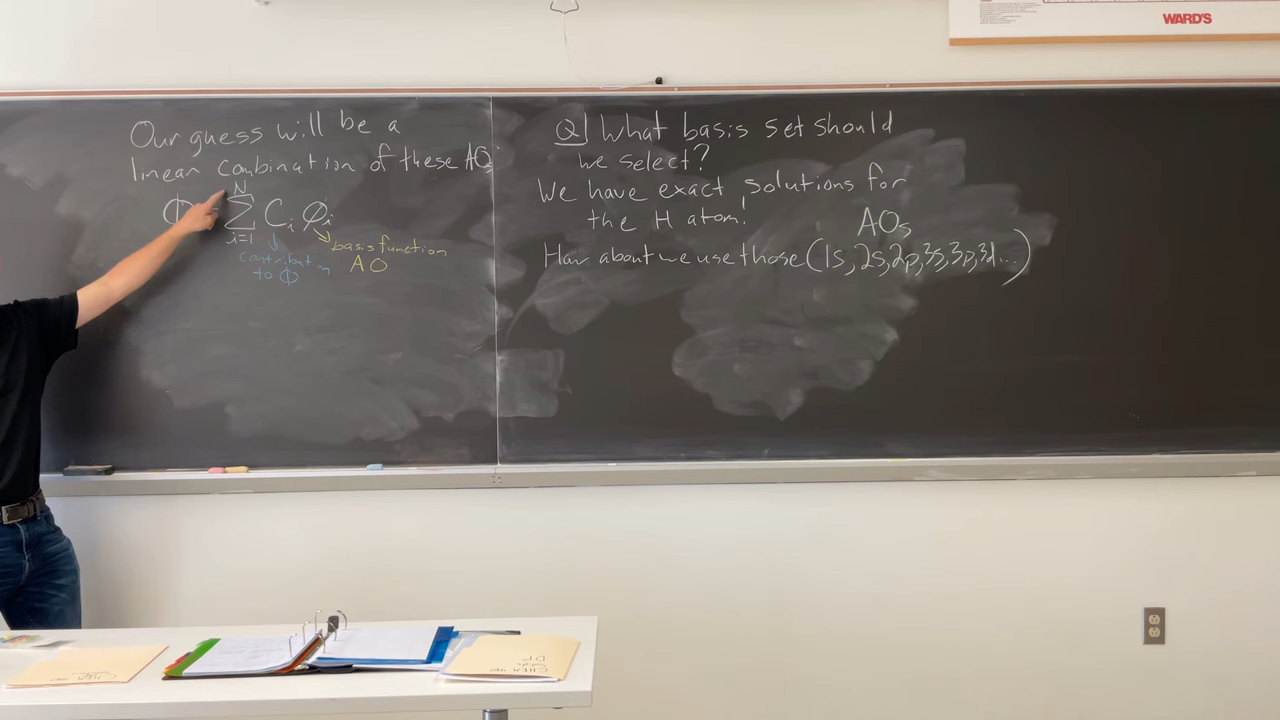 Our guess will be a
linear combination of these AOs
Φ = N Σ i=1 Ci φi
basis function
AO
contribution
to Φ
Q] What basis set should
we select?
We have exact solutions for
the H atom!
AOs
How about we use those (1s, 2s, 2p, 3s, 3p, 3d...)
WARD'S